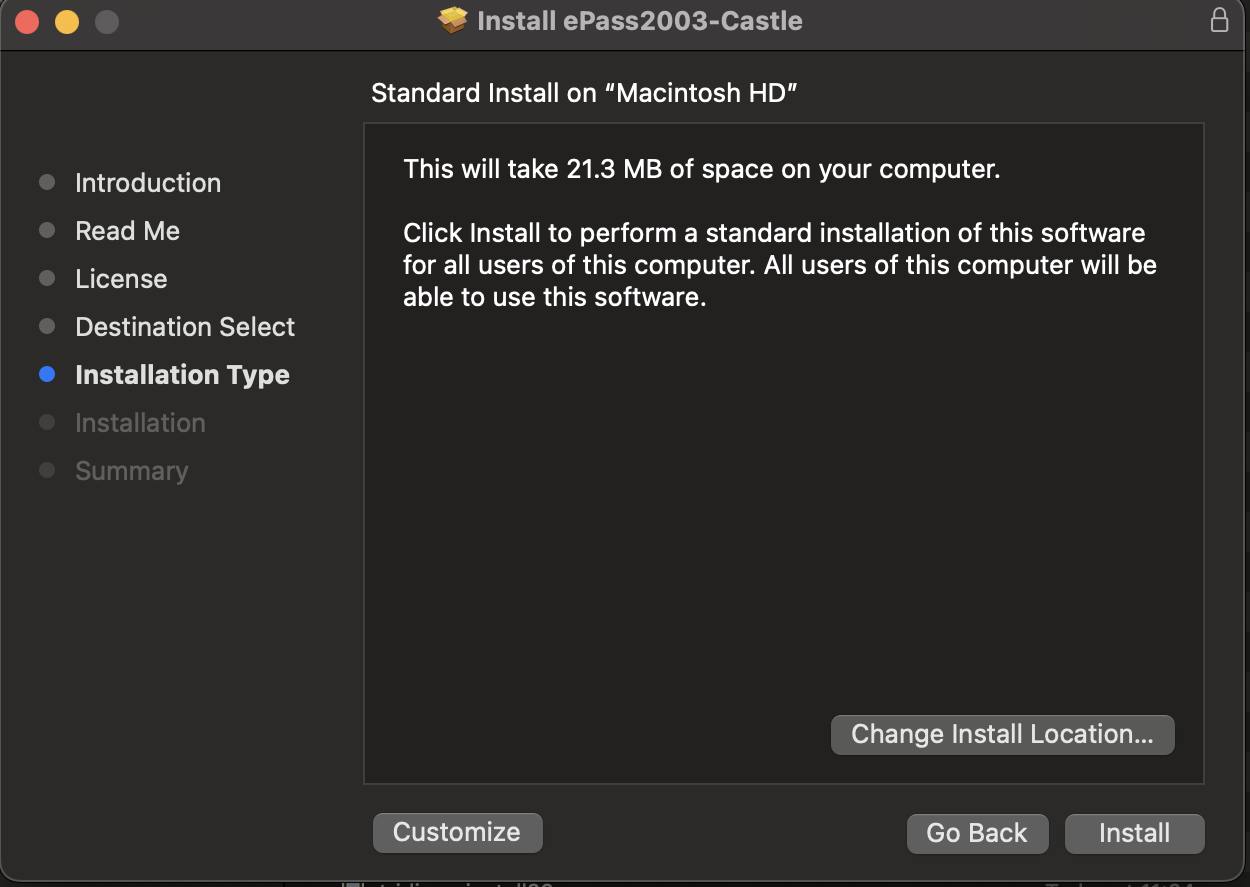 Install ePass2003-Castle
Standard Install on “Macintosh HD”
Introduction
Read Me
License
Destination Select
Installation Type
Installation
Summary
This will take 21.3 MB of space on your computer.
Click Install to perform a standard installation of this software
for all users of this computer. All users of this computer will be
able to use this software.
Change Install Location...
Customize
Go Back
Install